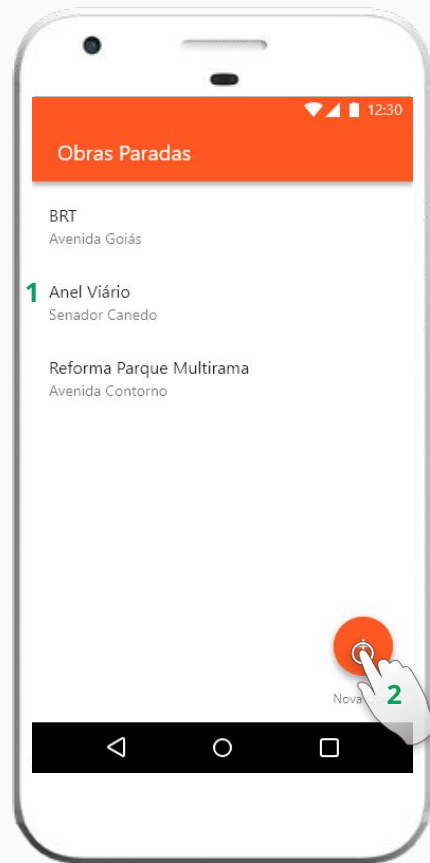 12:30
Obras Paradas
BRT
Avenida Goiás
1 Anel Viário
Senador Canedo
Reforma Parque Multirama
Avenida Contorno
Nova
2